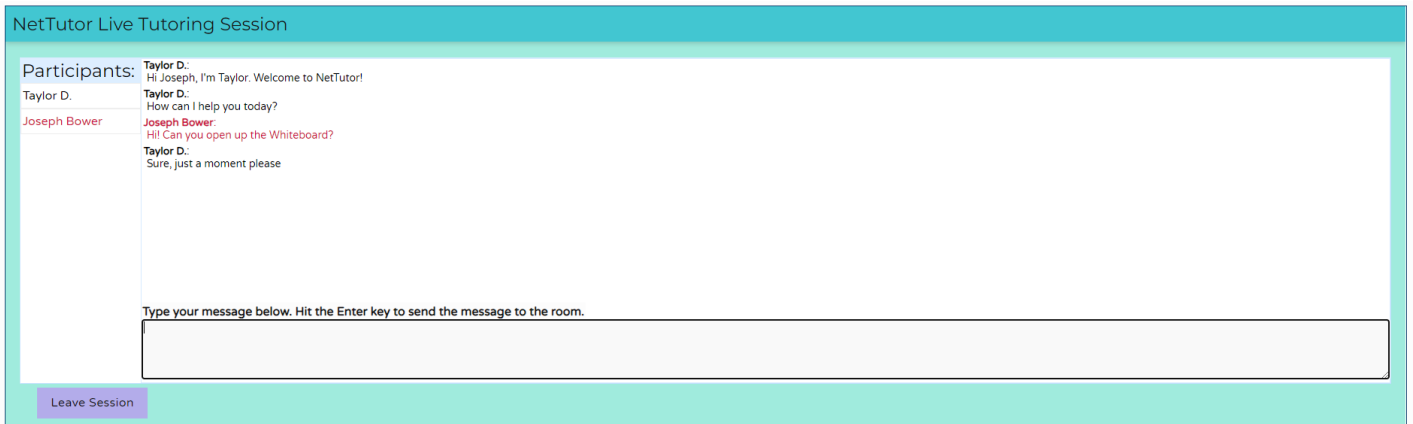 NetTutor Live Tutoring Session
Participants:
Taylor D.
Joseph Bower
Taylor D.:
Hi Joseph, I'm Taylor. Welcome to NetTutor!
Taylor D.:
How can I help you today?
Joseph Bower:
Hi! Can you open up the Whiteboard?
Taylor D.:
Sure, just a moment please
Type your message below. Hit the Enter key to send the message to the room.
Leave Session